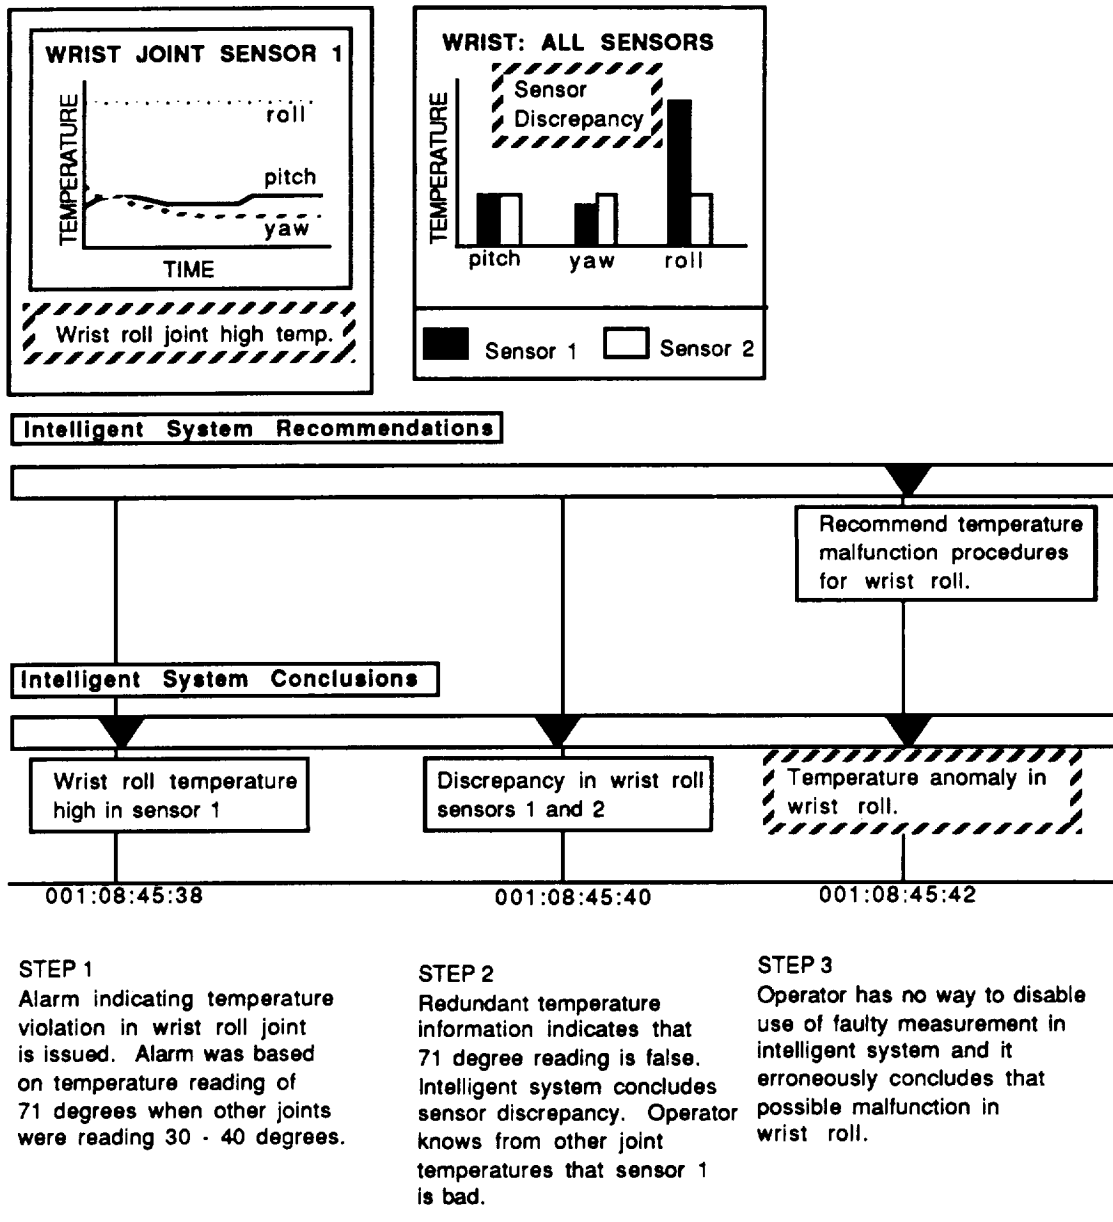 WRIST JOINT SENSOR 1
TEMPERATURE
roll
pitch
yaw
TIME
Wrist roll joint high temp.
WRIST: ALL SENSORS
Sensor
Discrepancy
TEMPERATURE
pitch yaw roll
Sensor 1 Sensor 2
Intelligent System Recommendations
Recommend temperature
malfunction procedures
for wrist roll.
Intelligent System Conclusions
Wrist roll temperature
high in sensor 1
Discrepancy in wrist roll
sensors 1 and 2
Temperature anomaly in
wrist roll.
001:08:45:38 001:08:45:40 001:08:45:42
STEP 1
Alarm indicating temperature
violation in wrist roll joint
is issued. Alarm was based
on temperature reading of
71 degrees when other joints
were reading 30 - 40 degrees.
STEP 2
Redundant temperature
information indicates that
71 degree reading is false.
Intelligent system concludes
sensor discrepancy. Operator
knows from other joint
temperatures that sensor 1
is bad.
STEP 3
Operator has no way to disable
use of faulty measurement in
intelligent system and it
erroneously concludes that
possible malfunction in
wrist roll.